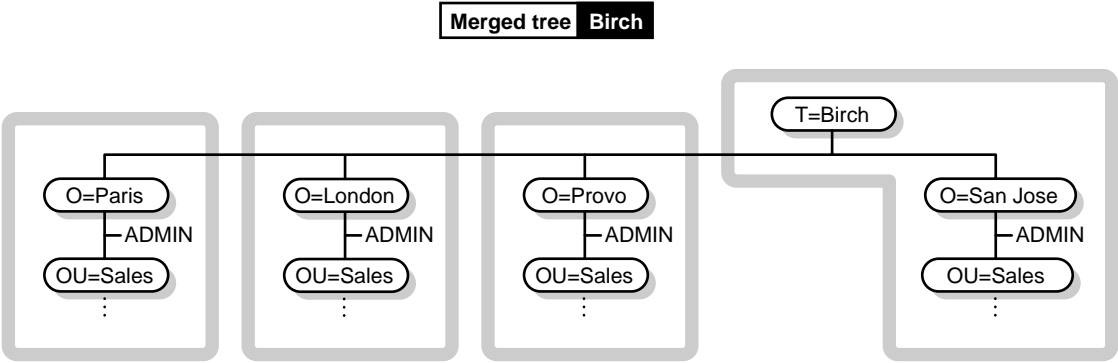 Merged tree Birch
T=Birch
O=Paris O=London O=Provo O=San Jose
ADMIN ADMIN ADMIN ADMIN
OU=Sales OU=Sales OU=Sales OU=Sales